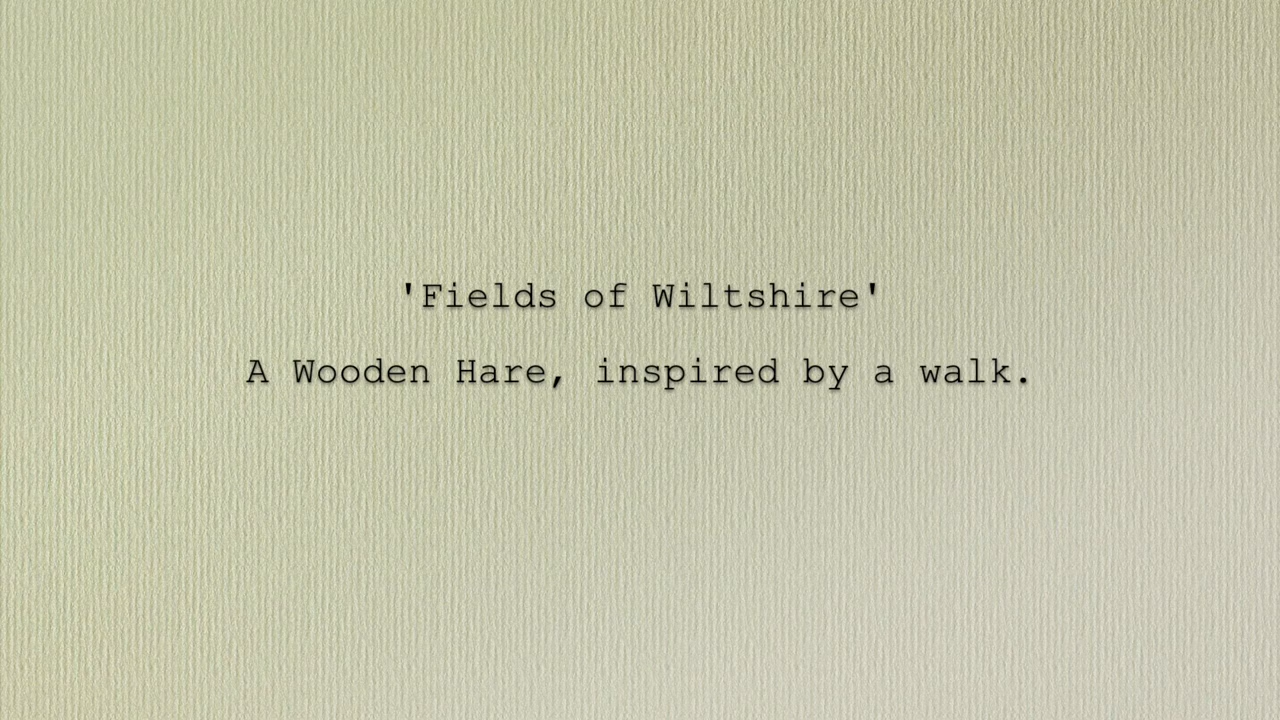 'Fields of Wiltshire'
A Wooden Hare, inspired by a walk.